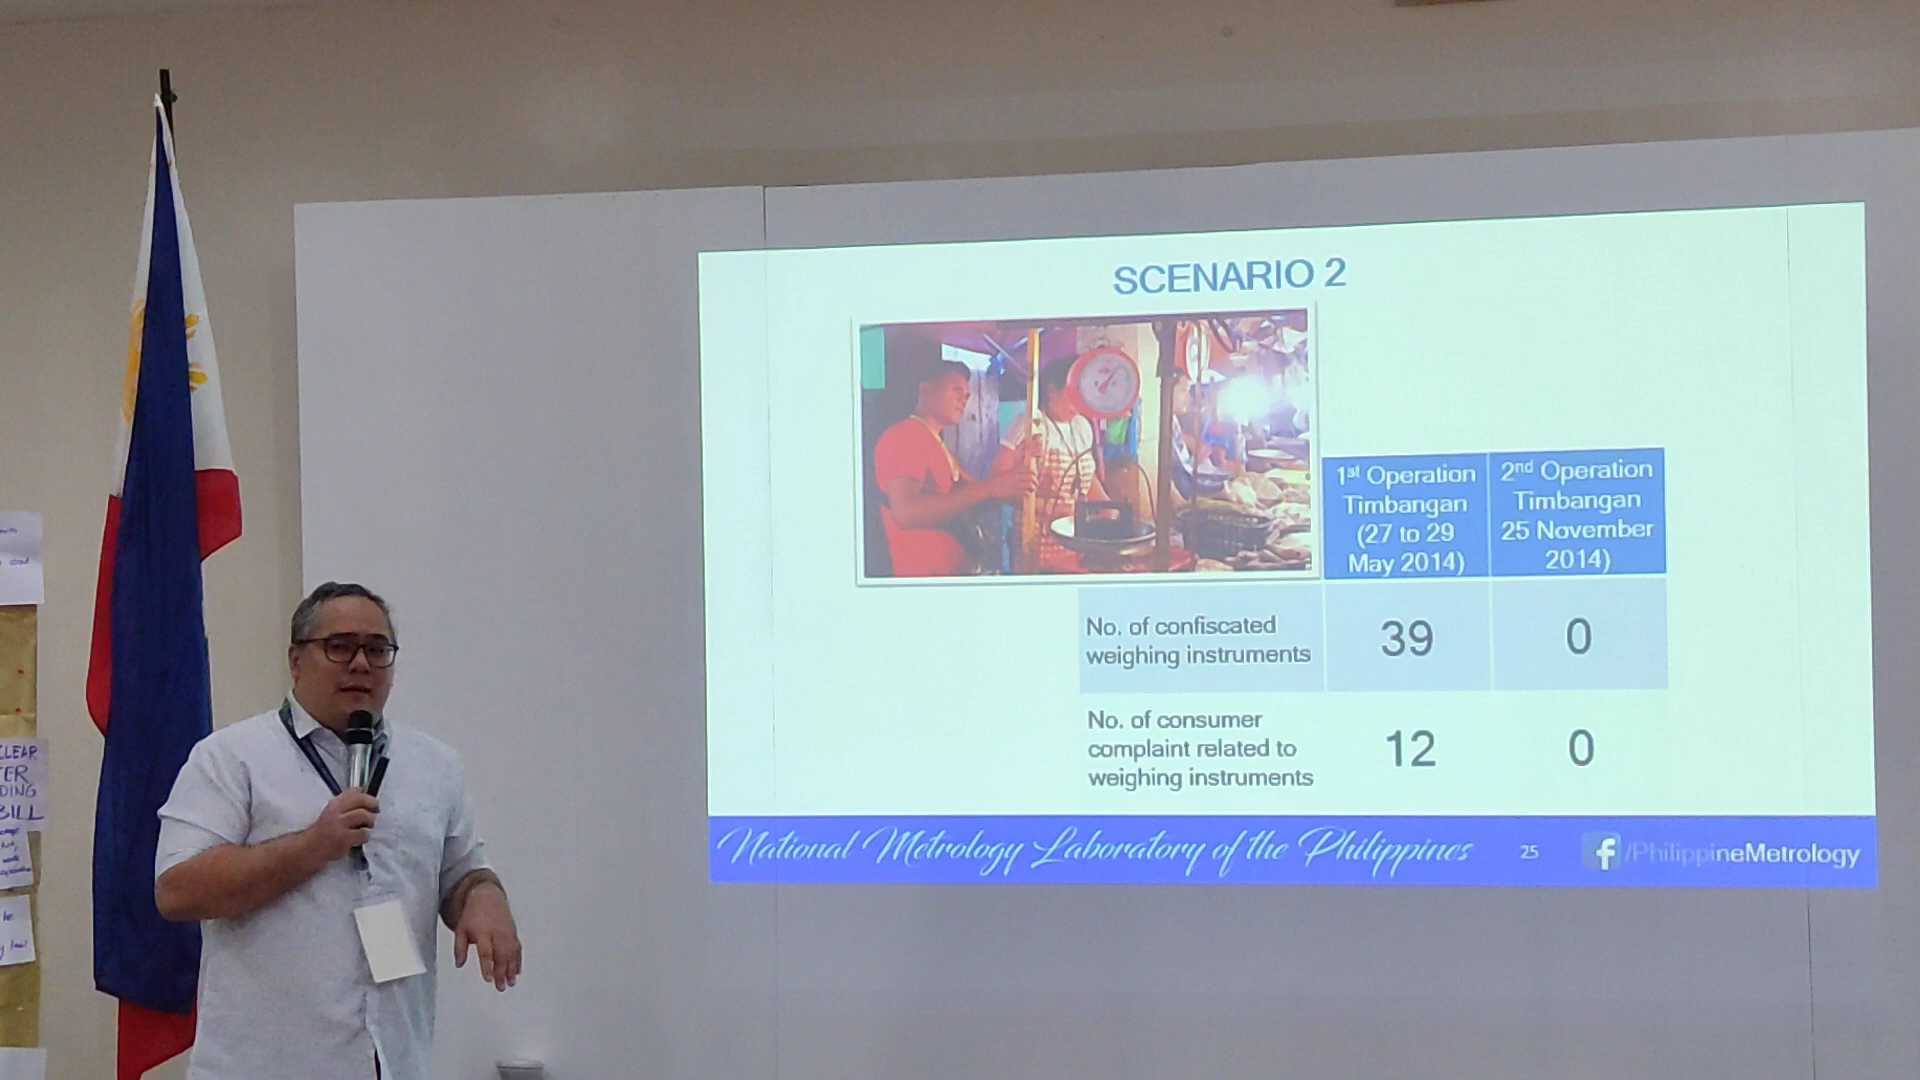 SCENARIO 2
1st Operation
Timbangan
(27 to 29
May 2014)
2nd Operation
Timbangan
25 November
2014)
No. of confiscated
weighing instruments
39
0
No. of consumer
complaint related to
weighing instruments
12
0
National Metrology Laboratory of the Philippines
25
f
/PhilippineMetrology
CLEAR
TER
DING
BILL